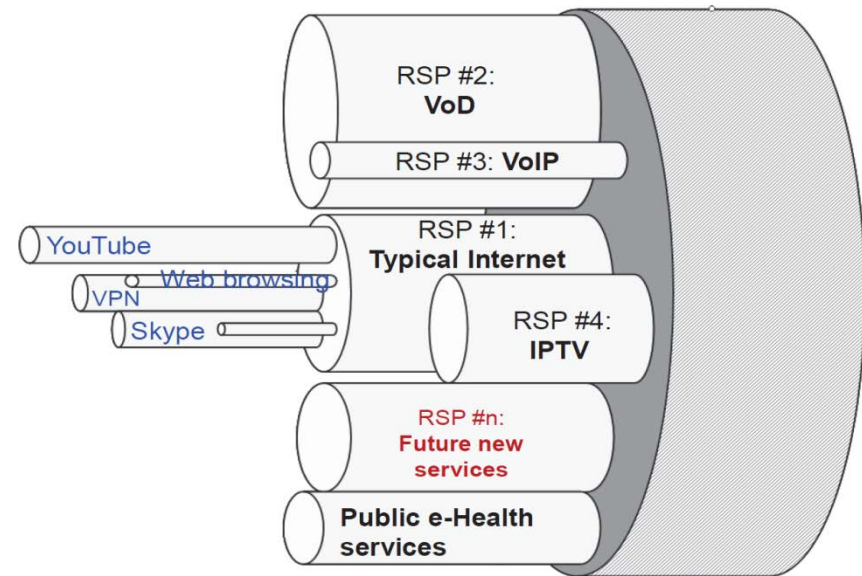 RSP #2:
VoD
RSP #3: VoIP
RSP #1:
Typical Internet
YouTube
Web browsing
VPN
Skype
RSP #4:
IPTV
RSP #n:
Future new
services
Public e-Health
services